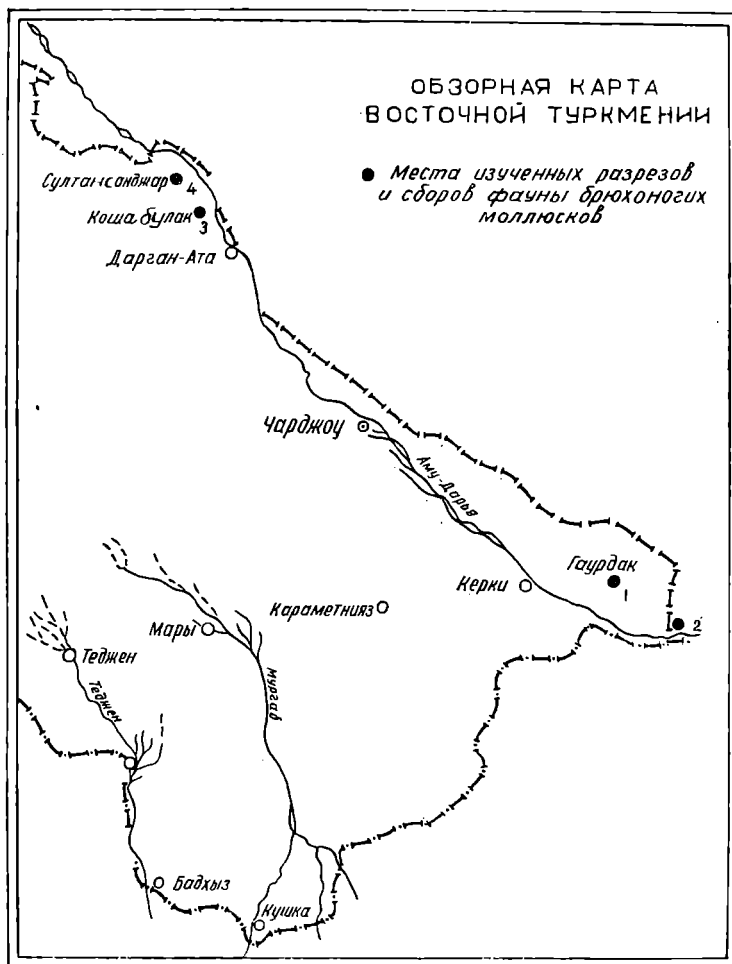 ОБЗОРНАЯ КАРТА
ВОСТОЧНОЙ ТУРКМЕНИИ
Места изученных разрезов
и сборов фауны брюхоногих
моллюсков
Султансанджар
4
Коша булак
3
Дарган-Ата
Чарджоу
Аму-Дарья
Гаурдак
1
Керки
2
Караметнияз
Мары
Теджен
Теджен
Мургаб
Бадхыз
Кушка